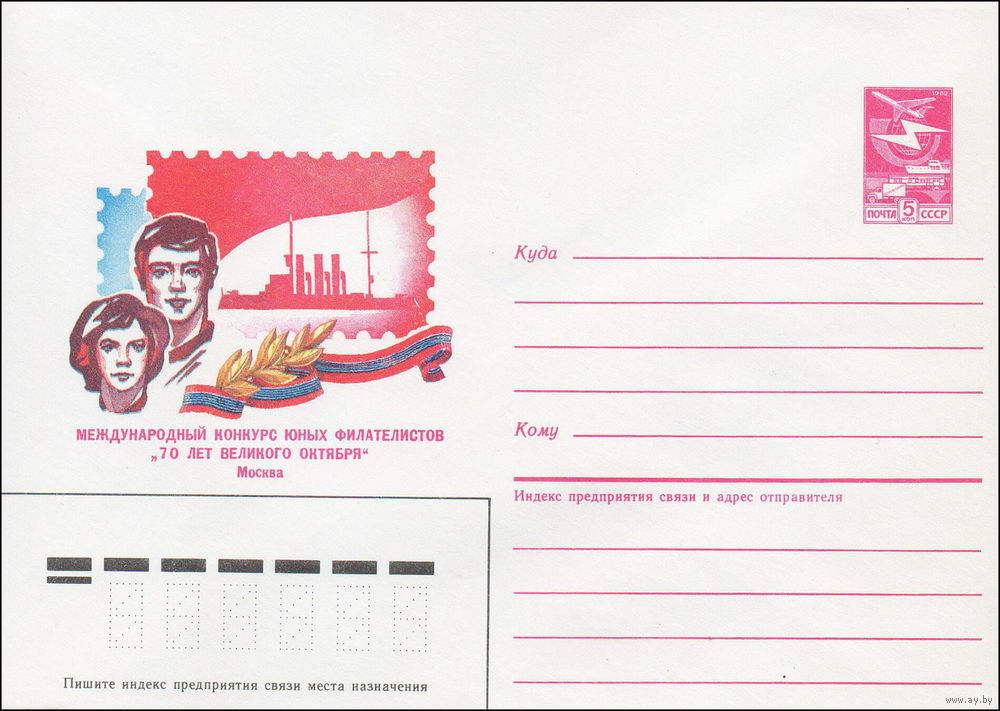 1982
ПОЧТА 5 КОП СССР
МЕЖДУНАРОДНЫЙ КОНКУРС ЮНЫХ ФИЛАТЕЛИСТОВ
„70 ЛЕТ ВЕЛИКОГО ОКТЯБРЯ“
Москва
Куда
Кому
Индекс предприятия связи и адрес отправителя
Пишите индекс предприятия связи места назначения
www.ay.by